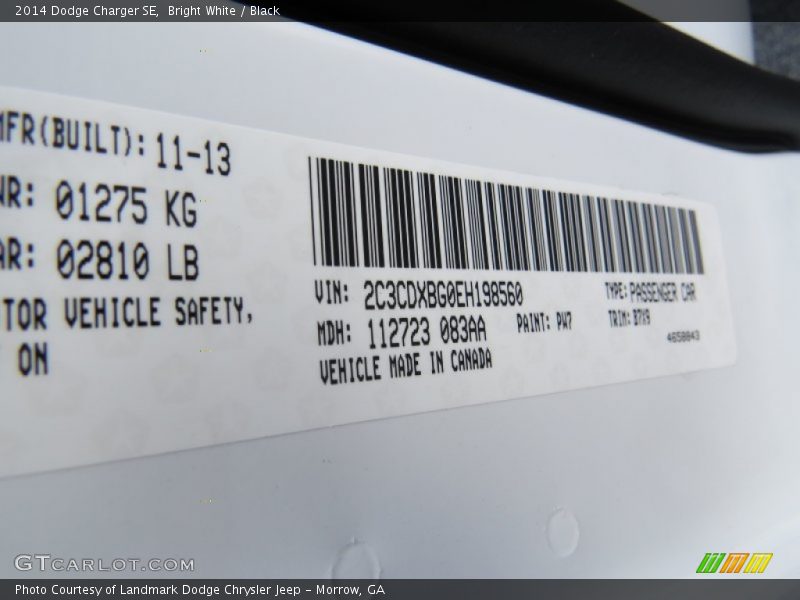 2014 Dodge Charger SE,  Bright White / Black
MFR(BUILT): 11-13
01275 KG
02810 LB
VEHICLE SAFETY,
ON
VIN: 2C3CDXBG0EH198560
TYPE: PASSENGER CAR
MDH: 112723 083AA
PAINT: PW7
TRIM: B7X9
VEHICLE MADE IN CANADA
4650043
GTCARLOT.COM
Photo Courtesy of Landmark Dodge Chrysler Jeep - Morrow, GA